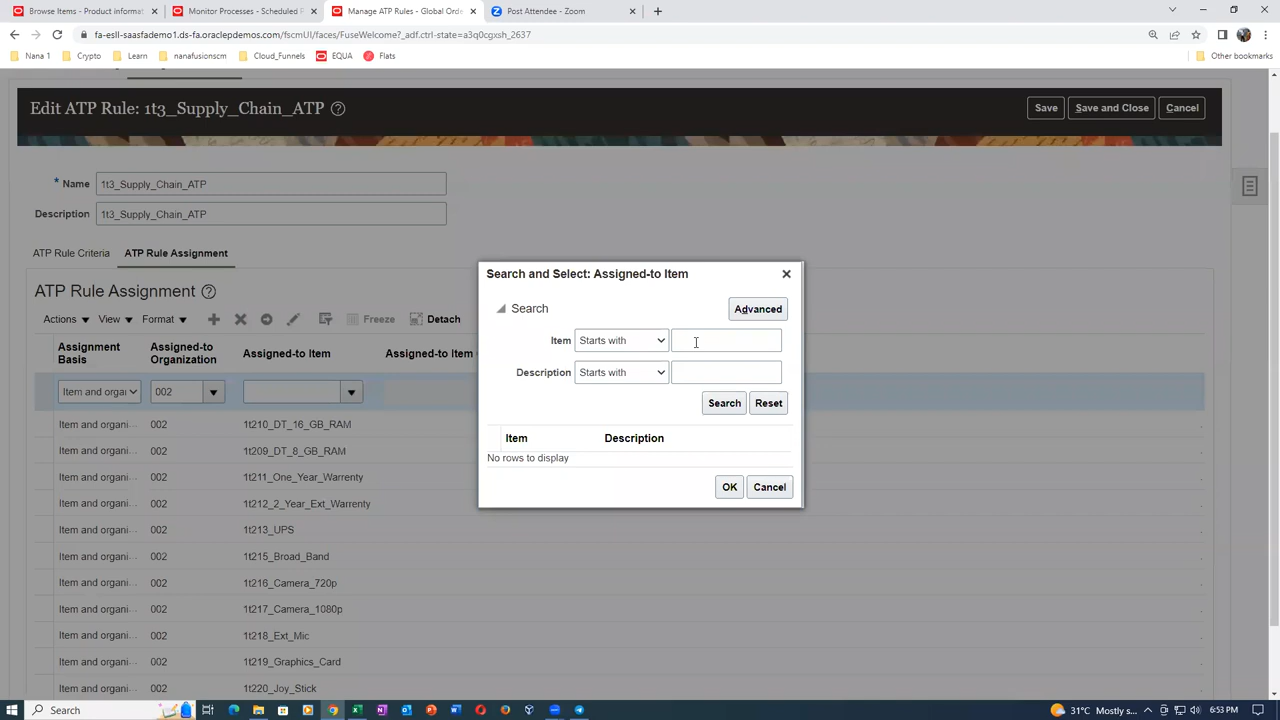 Browse Items - Product informat
Monitor Processes - Scheduled P
Manage ATP Rules - Global Orde
Post Attendee - Zoom
fa-esll-saasfademo1.ds-fa.oraclepdemos.com/fscmUI/faces/FuseWelcome?_adf.ctrl-state=a3q0cgxsh_2637
Nana 1
Crypto
Learn
nanafusionscm
Cloud_Funnels
EQUA
Flats
Other bookmarks
Edit ATP Rule: 1t3_Supply_Chain_ATP
Save
Save and Close
Cancel
* Name 1t3_Supply_Chain_ATP
Description 1t3_Supply_Chain_ATP
ATP Rule Criteria
ATP Rule Assignment
ATP Rule Assignment
Actions View Format Freeze Detach
Assignment Basis
Assigned-to Organization
Assigned-to Item
Assigned-to Item
Item and orgai 002
Item and organi... 002 1t210_DT_16_GB_RAM
Item and organi... 002 1t209_DT_8_GB_RAM
Item and organi... 002 1t211_One_Year_Warrenty
Item and organi... 002 1t212_2_Year_Ext_Warrenty
Item and organi... 002 1t213_UPS
Item and organi... 002 1t215_Broad_Band
Item and organi... 002 1t216_Camera_720p
Item and organi... 002 1t217_Camera_1080p
Item and organi... 002 1t218_Ext_Mic
Item and organi... 002 1t219_Graphics_Card
Item and organi... 002 1t220_Joy_Stick
Search and Select: Assigned-to Item
Search
Advanced
Item Starts with
Description Starts with
Search
Reset
Item Description
No rows to display
OK
Cancel
Search
31°C Mostly s...
6:53 PM